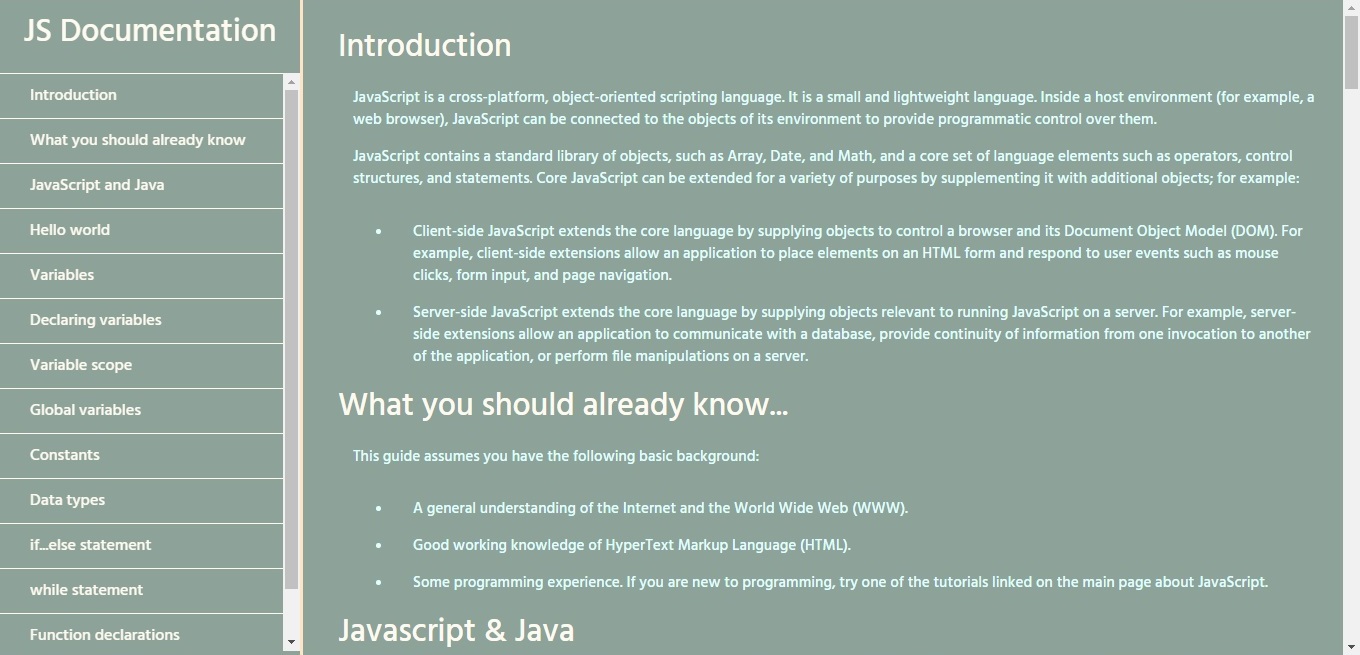 JS Documentation
Introduction
What you should already know
JavaScript and Java
Hello world
Variables
Declaring variables
Variable scope
Global variables
Constants
Data types
if...else statement
while statement
Function declarations
Introduction
JavaScript is a cross-platform, object-oriented scripting language. It is a small and lightweight language. Inside a host environment (for example, a
web browser), JavaScript can be connected to the objects of its environment to provide programmatic control over them.
JavaScript contains a standard library of objects, such as Array, Date, and Math, and a core set of language elements such as operators, control
structures, and statements. Core JavaScript can be extended for a variety of purposes by supplementing it with additional objects; for example:
• Client-side JavaScript extends the core language by supplying objects to control a browser and its Document Object Model (DOM). For
example, client-side extensions allow an application to place elements on an HTML form and respond to user events such as mouse
clicks, form input, and page navigation.
• Server-side JavaScript extends the core language by supplying objects relevant to running JavaScript on a server. For example, server-
side extensions allow an application to communicate with a database, provide continuity of information from one invocation to another
of the application, or perform file manipulations on a server.
What you should already know...
This guide assumes you have the following basic background:
• A general understanding of the Internet and the World Wide Web (WWW).
• Good working knowledge of HyperText Markup Language (HTML).
• Some programming experience. If you are new to programming, try one of the tutorials linked on the main page about JavaScript.
Javascript & Java